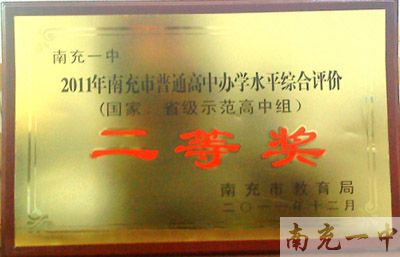 南充一中
2011年南充市普通高中办学水平综合评价
(国家、省级示范高中组)
二等奖
南充市教育局
二〇一一年十二月
南充一中